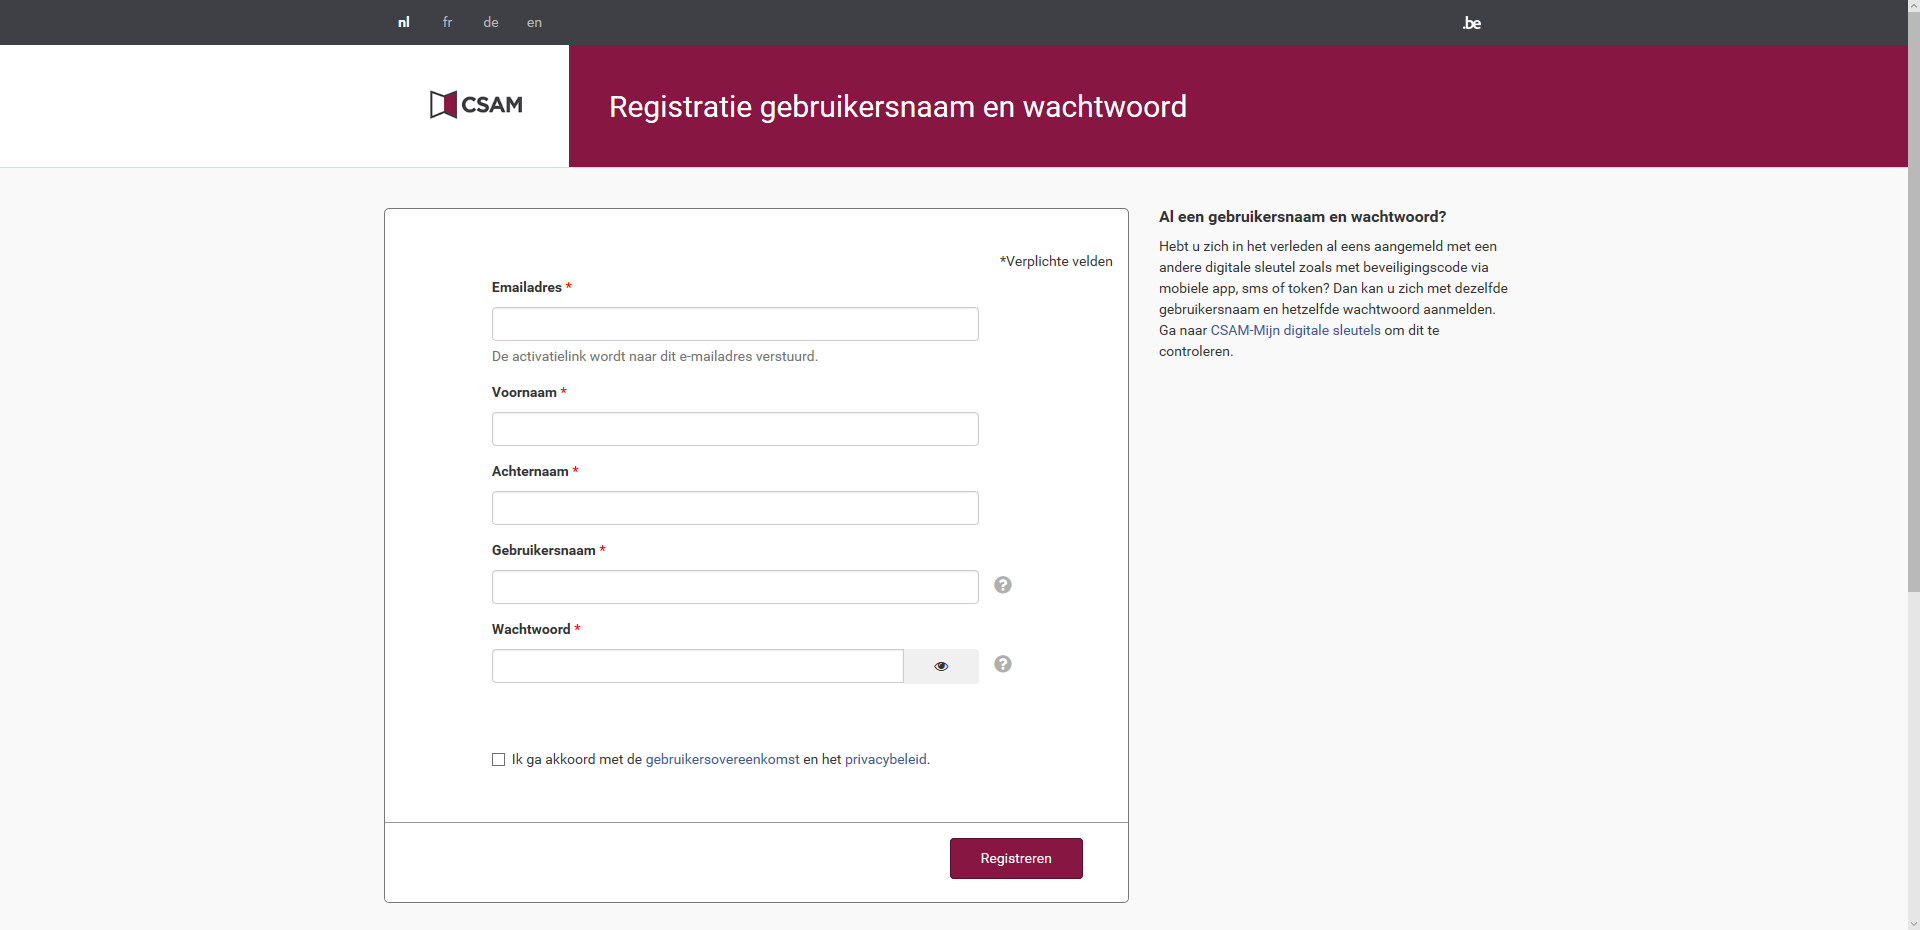 nl fr de en .be
CSAM
Registratie gebruikersnaam en wachtwoord
*Verplichte velden
Emailadres *
De activatielink wordt naar dit e-mailadres verstuurd.
Voornaam *
Achternaam *
Gebruikersnaam *
?
Wachtwoord *
?
Ik ga akkoord met de gebruikersovereenkomst en het privacybeleid.
Registreren
Al een gebruikersnaam en wachtwoord?
Hebt u zich in het verleden al eens aangemeld met een
andere digitale sleutel zoals met beveiligingscode via
mobiele app, sms of token? Dan kan u zich met dezelfde
gebruikersnaam en hetzelfde wachtwoord aanmelden.
Ga naar CSAM-Mijn digitale sleutels om dit te
controleren.